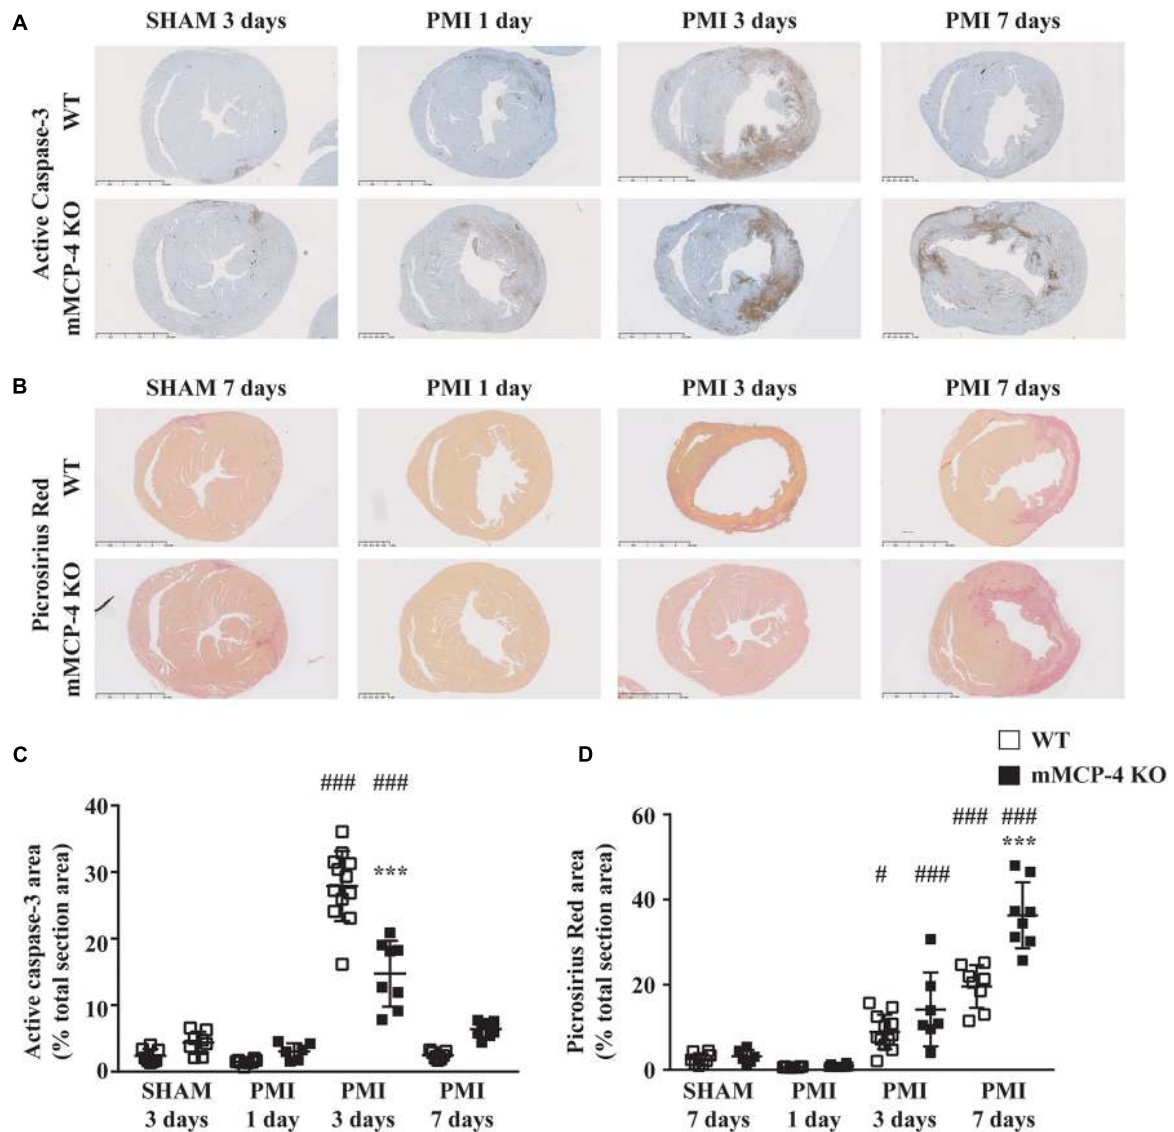 A
SHAM 3 days PMI 1 day PMI 3 days PMI 7 days
Active Caspase-3
WT
mMCP-4 KO
B
SHAM 7 days PMI 1 day PMI 3 days PMI 7 days
Picrosirius Red
WT
mMCP-4 KO
C
Active caspase-3 area
(% total section area)
40
30
20
10
0
### ###
***
SHAM PMI PMI PMI
3 days 1 day 3 days 7 days
D
WT
mMCP-4 KO
Picrosirius Red area
(% total section area)
60
40
20
0
### ###
***
# ###
SHAM PMI PMI PMI
7 days 1 day 3 days 7 days